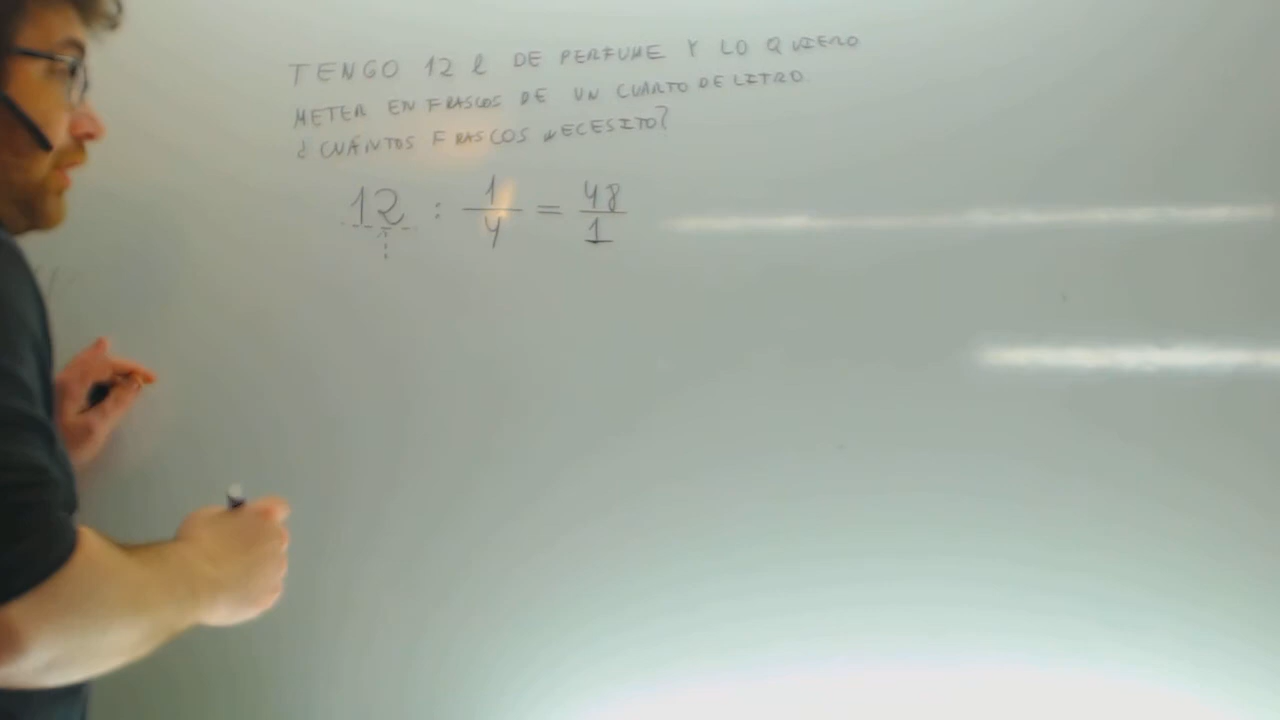 TENGO 12 l DE PERFUME Y LO QUIERO
METER EN FRASCOS DE UN CUARTO DE LITRO.
¿CUÁNTOS FRASCOS NECESITO?
12 : 1/4 = 48/1